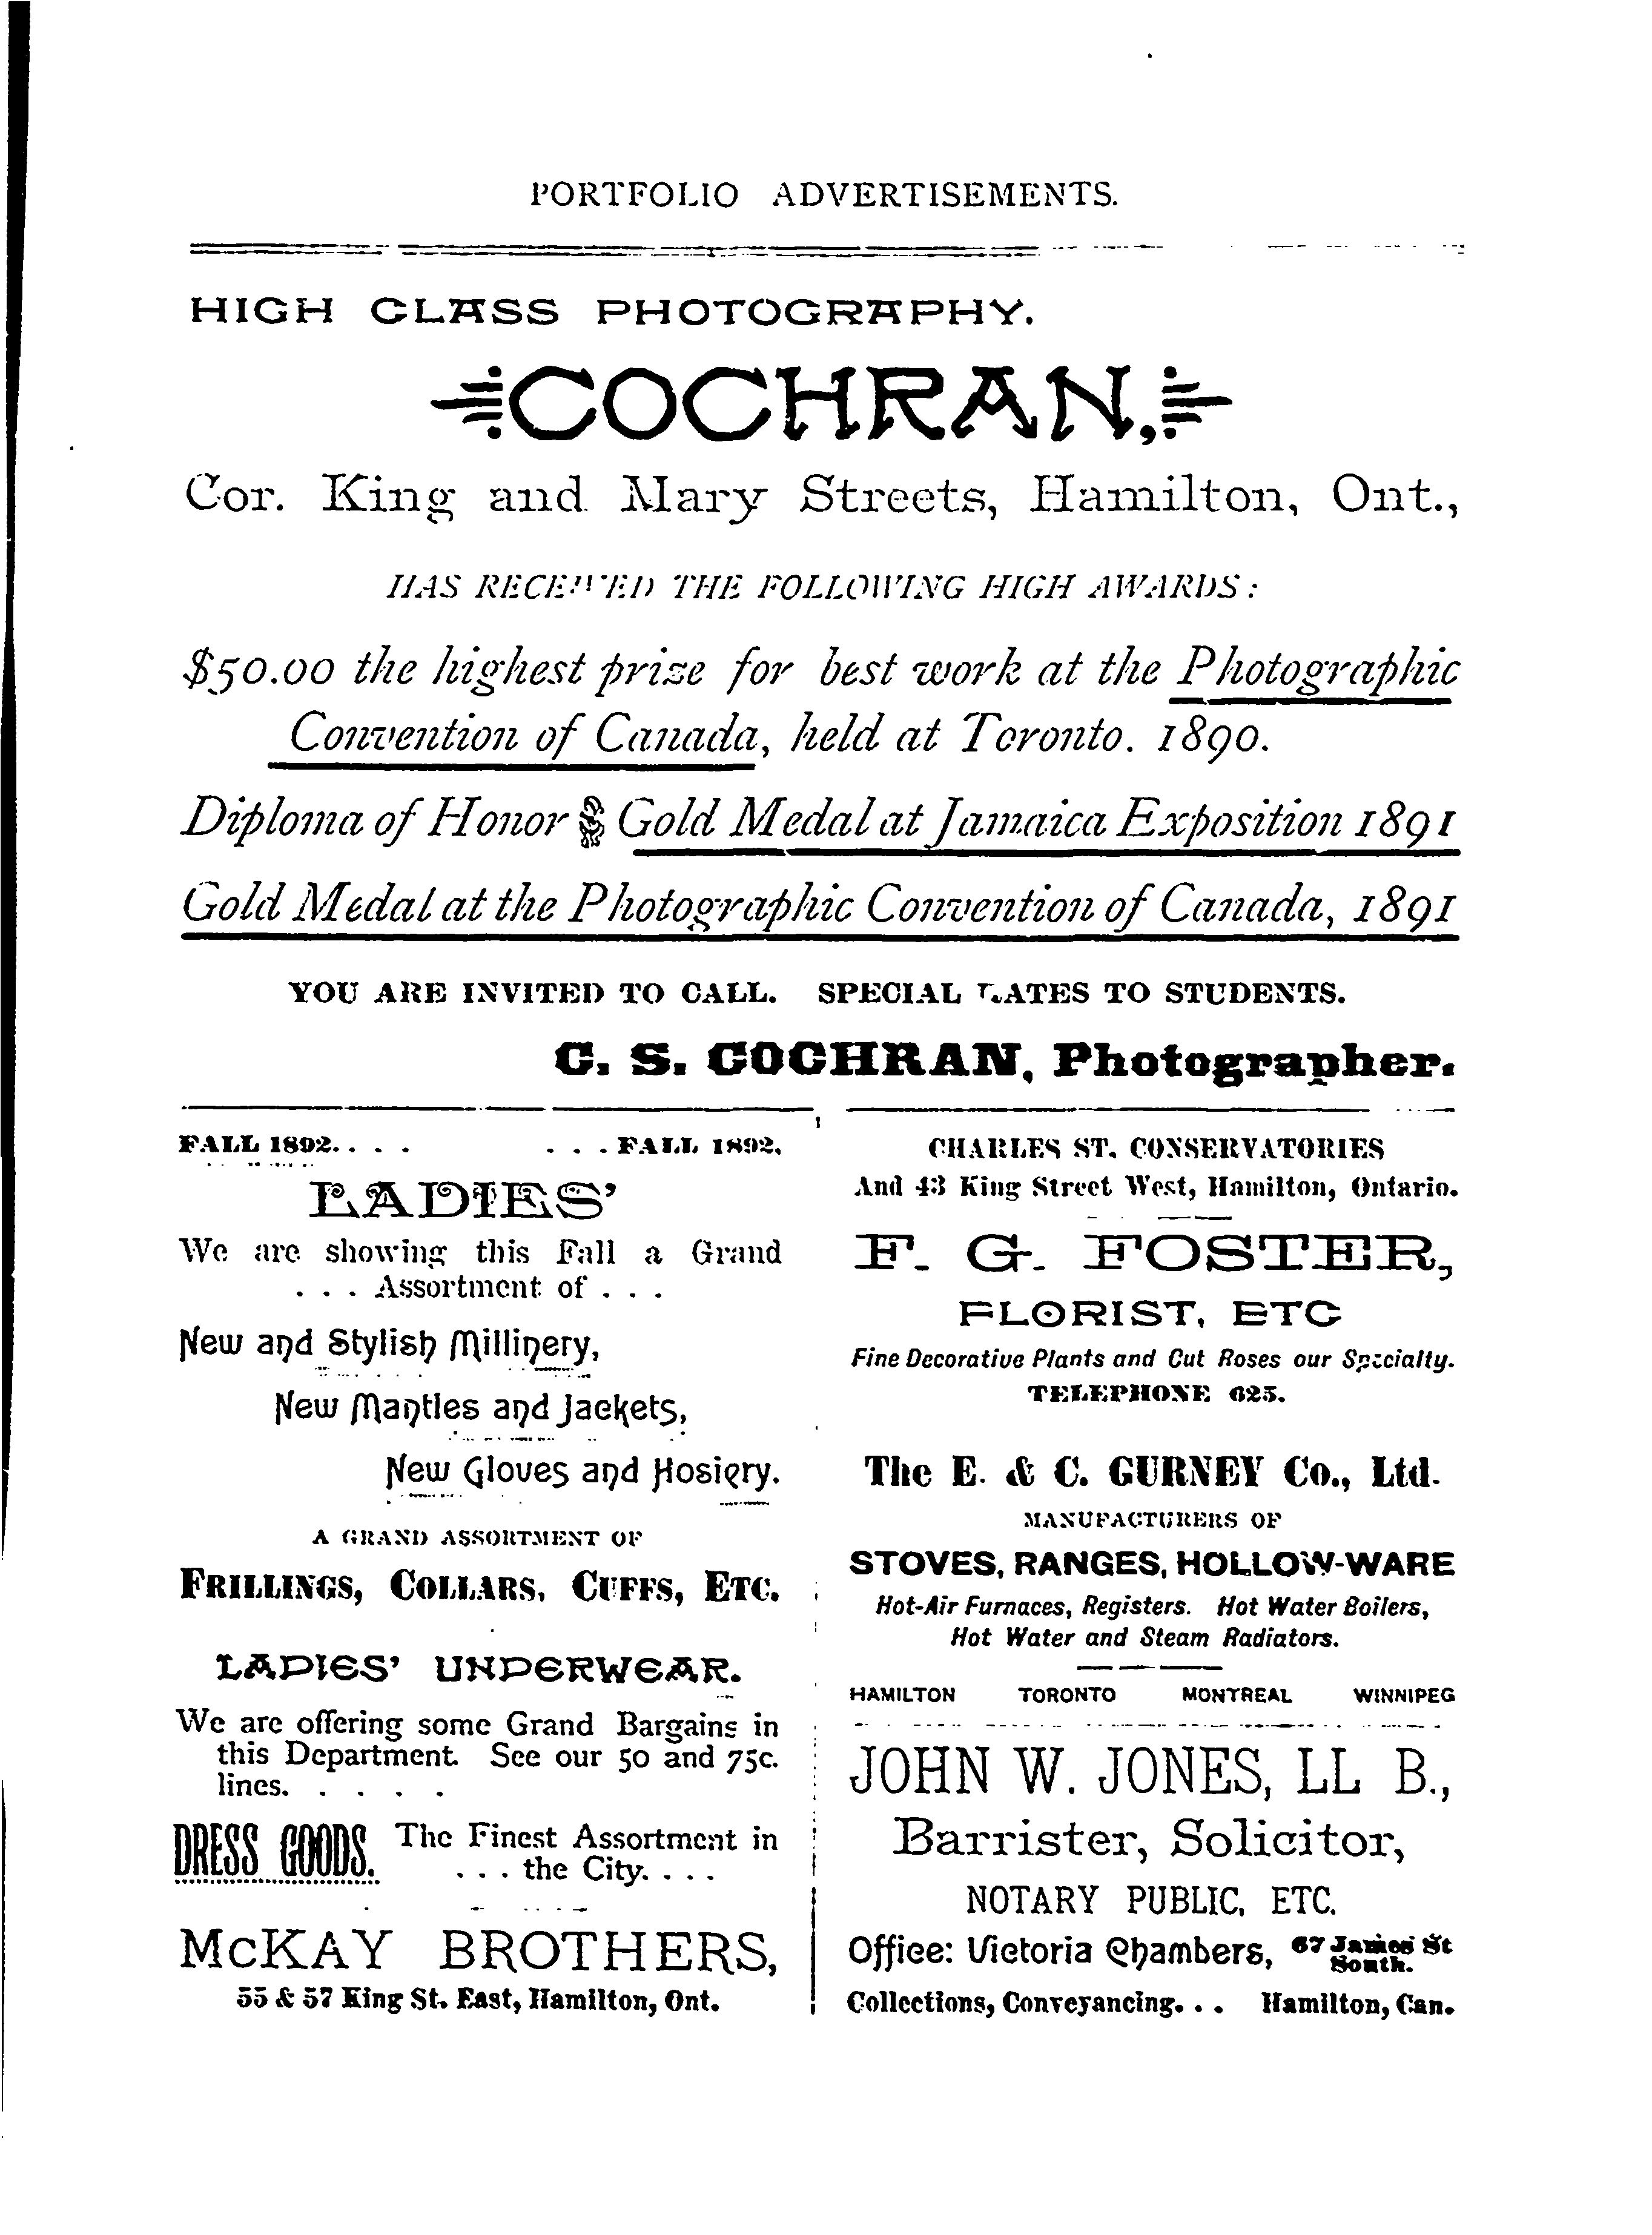 PORTFOLIO ADVERTISEMENTS.
HIGH CLASS PHOTOGRAPHY.
COCHRAN,
Cor. King and Mary Streets, Hamilton, Ont.,
HAS RECEIVED THE FOLLOWING HIGH AWARDS:
$50.00 the highest prize for best work at the Photographic
Convention of Canada, held at Toronto. 1890.
Diploma of Honor & Gold Medal at Jamaica Exposition 1891
Gold Medal at the Photographic Convention of Canada, 1891
YOU ARE INVITED TO CALL. SPECIAL RATES TO STUDENTS.
C. S. COCHRAN, Photographer.
FALL 1892. . . . . . . FALL 1892.
LADIES'
We are showing this Fall a Grand
. . . Assortment of . . .
New and Stylish Millinery,
New Mantles and Jackets,
New Gloves and Hosiery.
A GRAND ASSORTMENT OF
FRILLINGS, COLLARS, CUFFS, ETC.
LADIES' UNDERWEAR.
We are offering some Grand Bargains in
this Department. See our 50 and 75c.
lines. . . . . .
DRESS GOODS. The Finest Assortment in
. . . the City. . . .
McKAY BROTHERS,
55 & 57 King St. East, Hamilton, Ont.
CHARLES ST. CONSERVATORIES
And 43 King Street West, Hamilton, Ontario.
F. G. FOSTER,
FLORIST, ETC
Fine Decorative Plants and Cut Roses our Specialty.
TELEPHONE 625.
The E. & C. GURNEY Co., Ltd.
MANUFACTURERS OF
STOVES, RANGES, HOLLOW-WARE
Hot-Air Furnaces, Registers. Hot Water Boilers,
Hot Water and Steam Radiators.
HAMILTON TORONTO MONTREAL WINNIPEG
JOHN W. JONES, LL B.,
Barrister, Solicitor,
NOTARY PUBLIC, ETC.
Office: Victoria Chambers, 67 James St South.
Collections, Conveyancing. . . Hamilton, Can.